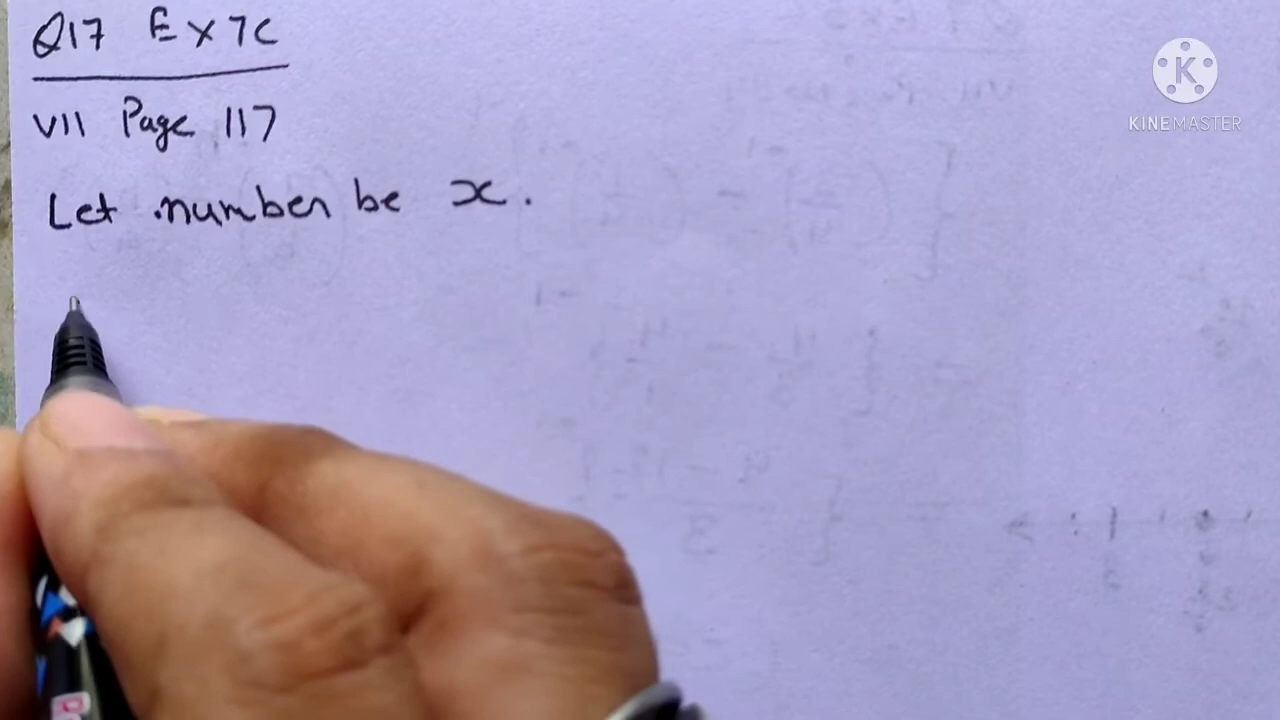 Q17 Ex 7C
VII Page 117
Let number be x.
K
KINEMASTER